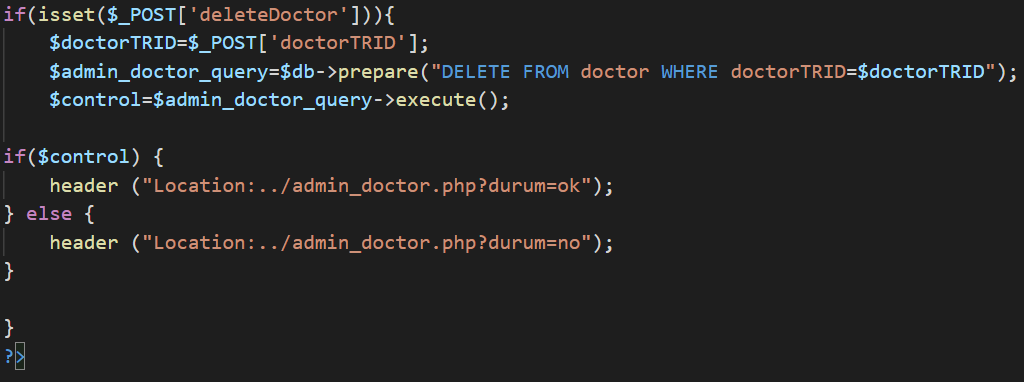 if(isset($_POST['deleteDoctor'])){
    $doctorTRID=$_POST['doctorTRID'];
    $admin_doctor_query=$db->prepare("DELETE FROM doctor WHERE doctorTRID=$doctorTRID");
    $control=$admin_doctor_query->execute();

if($control) {
    header ("Location:../admin_doctor.php?durum=ok");
} else {
    header ("Location:../admin_doctor.php?durum=no");
}

}
?>